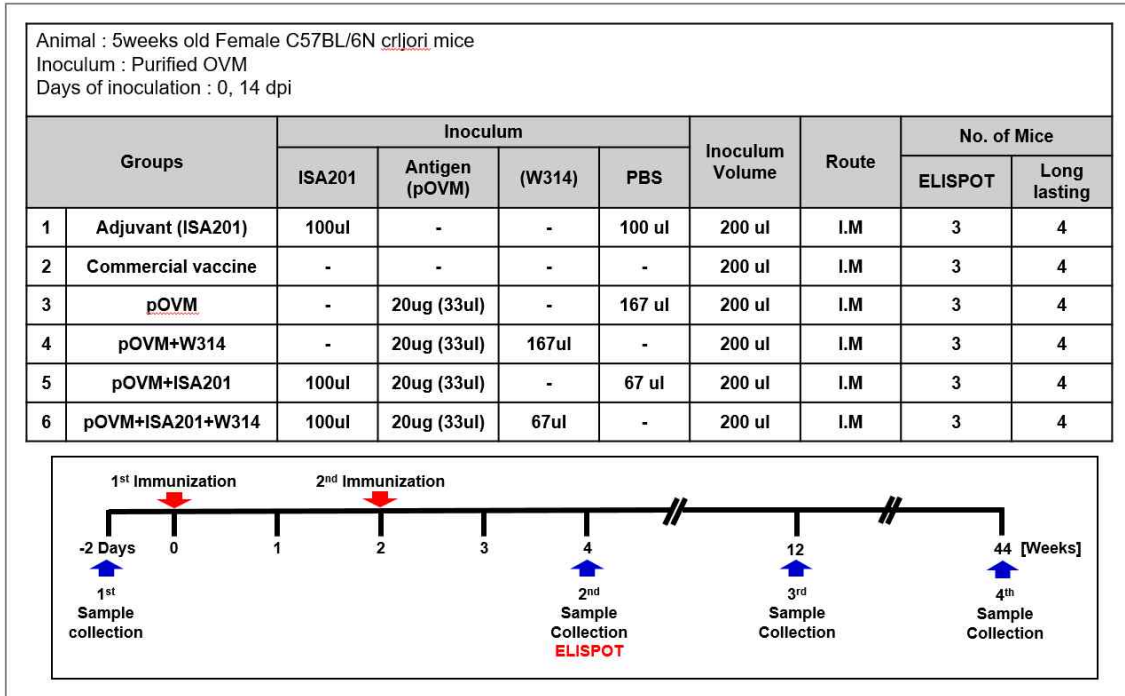 Animal : 5weeks old Female C57BL/6N crljori mice
Inoculum : Purified OVM
Days of inoculation : 0, 14 dpi
Groups Inoculum Inoculum Volume Route No. of Mice
ISA201 Antigen (pOVM) (W314) PBS ELISPOT Long lasting
1 Adjuvant (ISA201) 100ul - - 100 ul 200 ul I.M 3 4
2 Commercial vaccine - - - - 200 ul I.M 3 4
3 pOVM - 20ug (33ul) - 167 ul 200 ul I.M 3 4
4 pOVM+W314 - 20ug (33ul) 167ul - 200 ul I.M 3 4
5 pOVM+ISA201 100ul 20ug (33ul) - 67 ul 200 ul I.M 3 4
6 pOVM+ISA201+W314 100ul 20ug (33ul) 67ul - 200 ul I.M 3 4
1st Immunization 2nd Immunization
-2 Days 0 1 2 3 4 12 44 [Weeks]
1st 2nd 3rd 4th
Sample Sample Sample Sample
collection Collection Collection Collection
ELISPOT